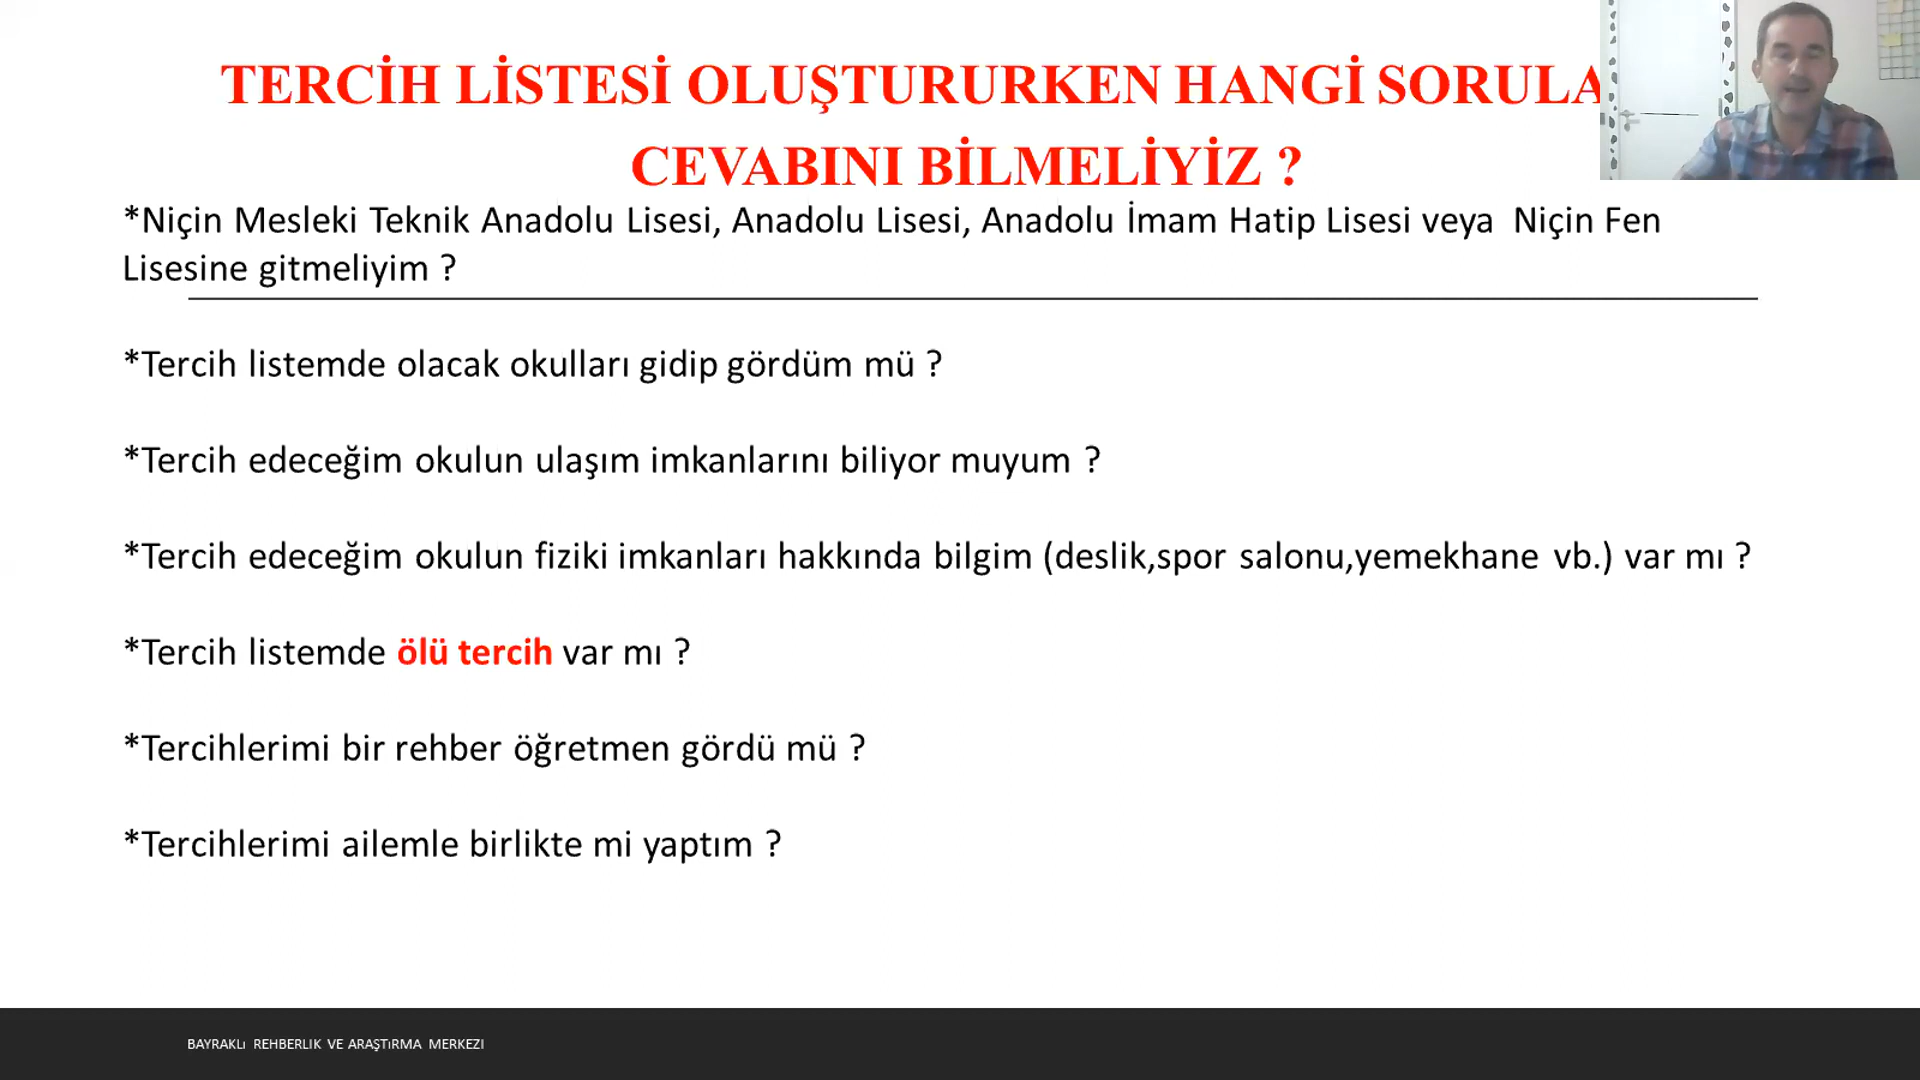 TERCİH LİSTESİ OLUŞTURURKEN HANGİ SORULA
CEVABINI BİLMELİYİZ ?
*Niçin Mesleki Teknik Anadolu Lisesi, Anadolu Lisesi, Anadolu İmam Hatip Lisesi veya Niçin Fen
Lisesine gitmeliyim ?
*Tercih listemde olacak okulları gidip gördüm mü ?
*Tercih edeceğim okulun ulaşım imkanlarını biliyor muyum ?
*Tercih edeceğim okulun fiziki imkanları hakkında bilgim (deslik,spor salonu,yemekhane vb.) var mı ?
*Tercih listemde ölü tercih var mı ?
*Tercihlerimi bir rehber öğretmen gördü mü ?
*Tercihlerimi ailemle birlikte mi yaptım ?
BAYRAKLı REHBERLIK VE ARAŞTıRMA MERKEZI